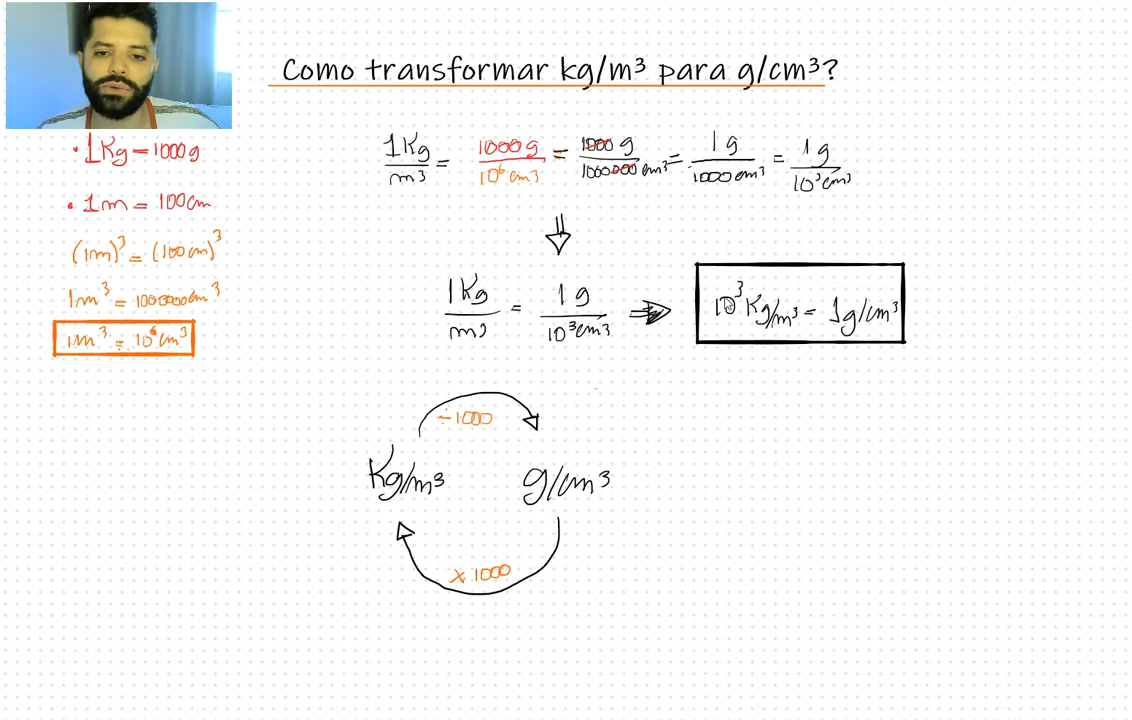 Como transformar kg/m³ para g/cm³?
• 1Kg = 1000g
• 1m = 100cm
(1m)³ = (100cm)³
1m³ = 1000000cm³
1m³ = 10⁶cm³
1Kg/m³ = 1000g/10⁶cm³ = 1000g/1000000cm³ = 1g/1000cm³ = 1g/10³cm³
⇓
1Kg/m³ = 1g/10³cm³ ⇒ 10³Kg/m³ = 1g/cm³
÷1000
Kg/m³ g/cm³
×1000